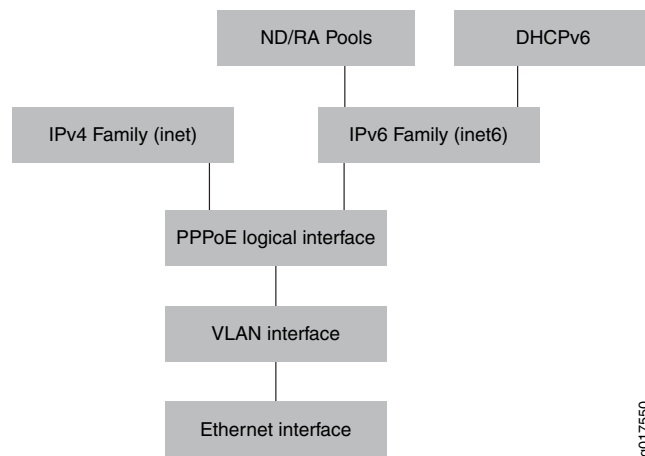 ND/RA Pools
DHCPv6
IPv4 Family (inet)
IPv6 Family (inet6)
PPPoE logical interface
VLAN interface
Ethernet interface
g017550